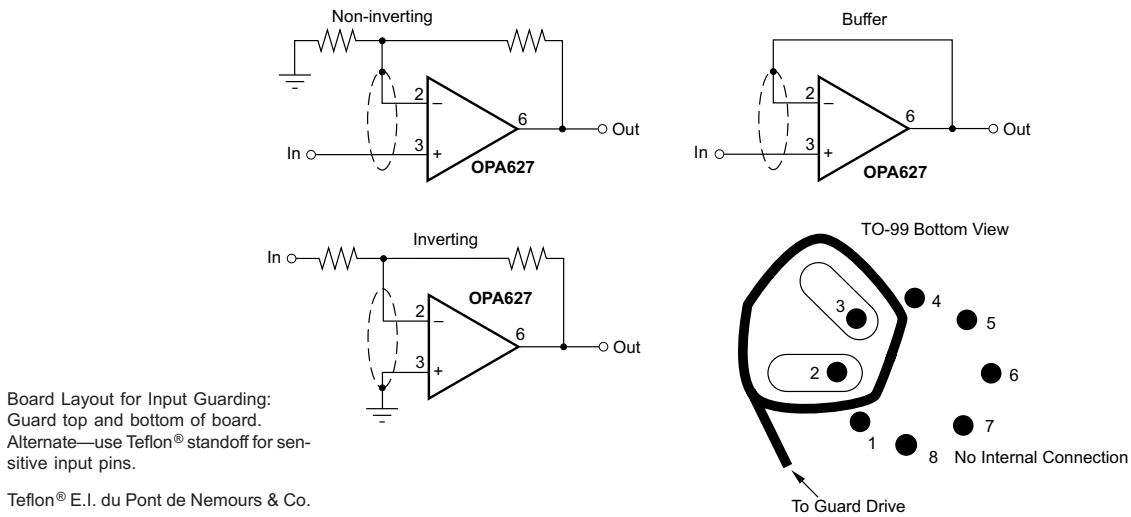 Non-inverting
2
–
6
Out
3
+
In
OPA627
Buffer
2
–
6
Out
3
+
In
OPA627
Inverting
In
OPA627
2
–
6
Out
3
+
TO-99 Bottom View
3
4
5
2
6
1
7
8 No Internal Connection
To Guard Drive
Board Layout for Input Guarding:
Guard top and bottom of board.
Alternate—use Teflon® standoff for sen-
sitive input pins.
Teflon® E.I. du Pont de Nemours & Co.